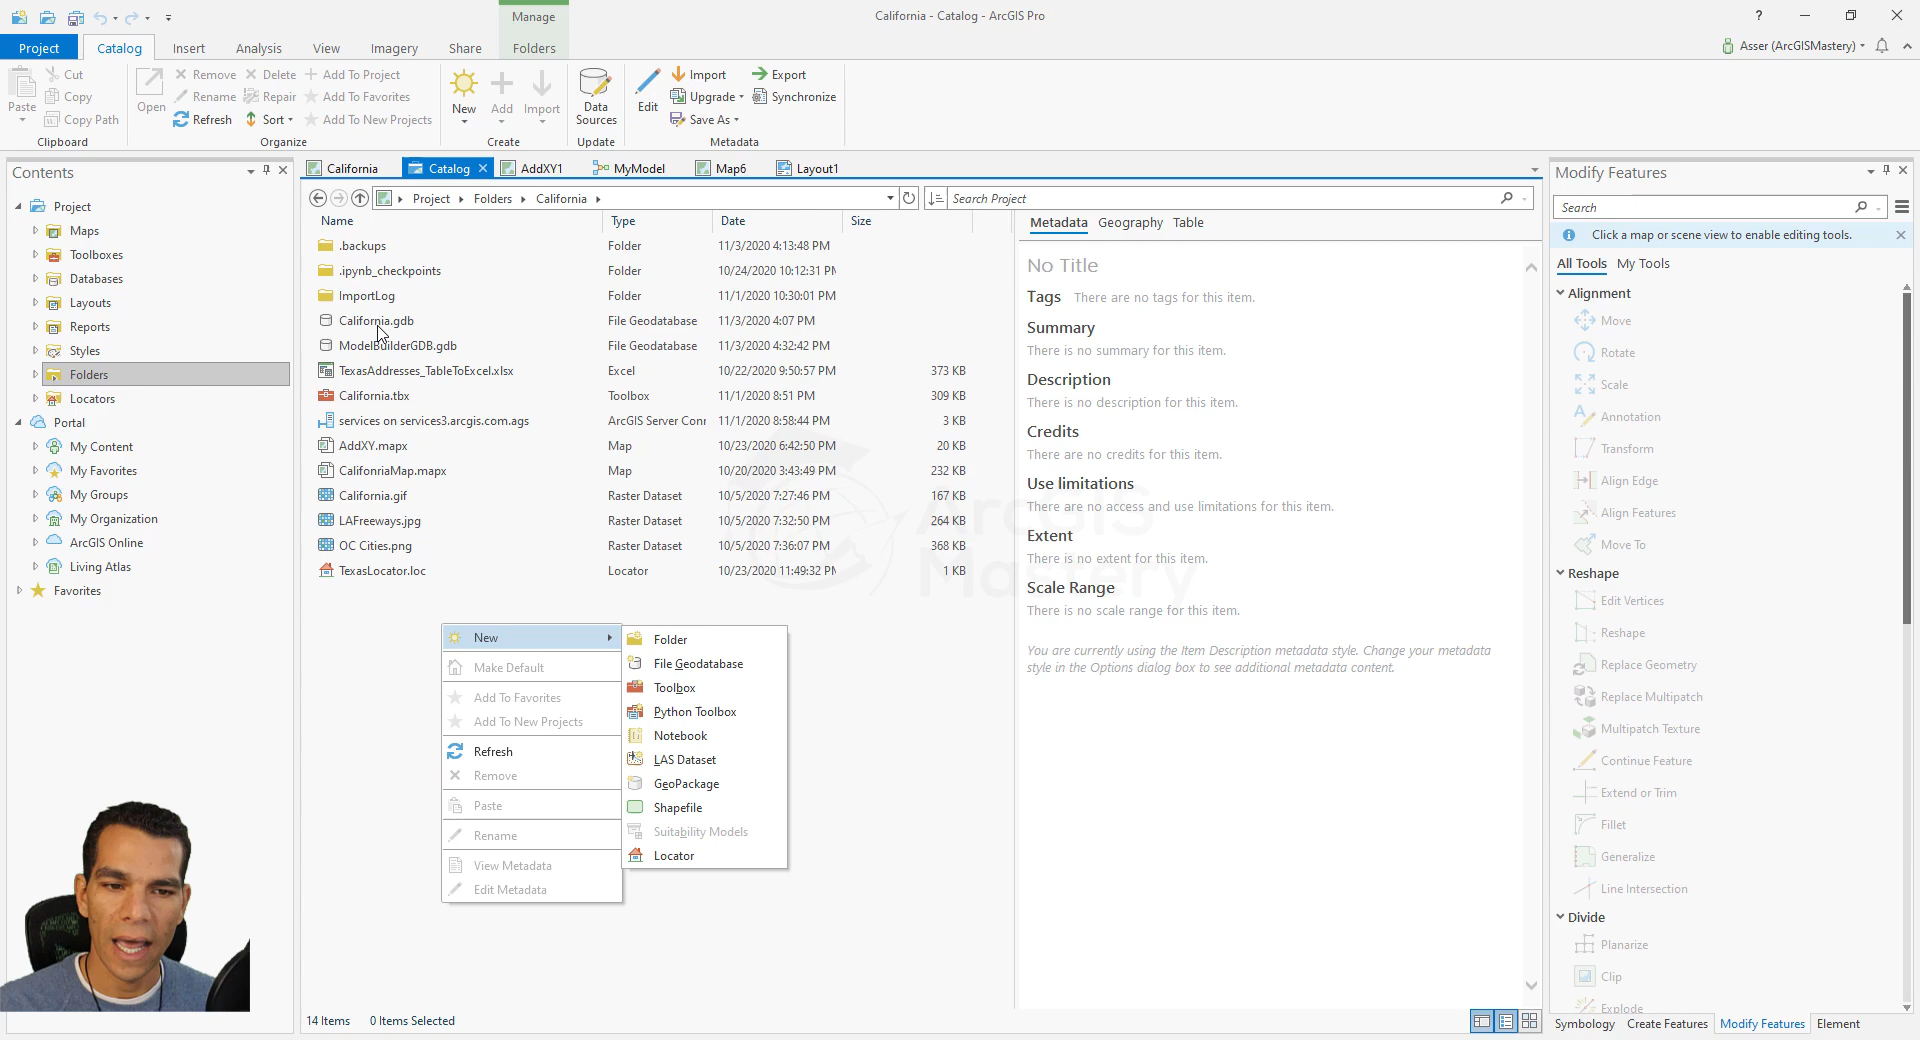 Manage
California - Catalog - ArcGIS Pro
Project
Catalog
Insert
Analysis
View
Imagery
Share
Folders
Asser (ArcGISMastery)
Paste
Cut
Copy
Copy Path
Clipboard
Open
Remove
Rename
Refresh
Delete
Repair
Sort
Add To Project
Add To Favorites
Add To New Projects
Organize
New
Add
Import
Create
Data
Sources
Update
Edit
Import
Upgrade
Save As
Export
Synchronize
Metadata
Contents
Project
Maps
Toolboxes
Databases
Layouts
Reports
Styles
Folders
Locators
Portal
My Content
My Favorites
My Groups
My Organization
ArcGIS Online
Living Atlas
Favorites
California
Catalog
AddXY1
MyModel
Map6
Layout1
Project
Folders
California
Search Project
Name Type Date Size
.backups Folder 11/3/2020 4:13:48 PM
.ipynb_checkpoints Folder 10/24/2020 10:12:31 PM
ImportLog Folder 11/1/2020 10:30:01 PM
California.gdb File Geodatabase 11/3/2020 4:07 PM
ModelBuilderGDB.gdb File Geodatabase 11/3/2020 4:32:42 PM
TexasAddresses_TableToExcel.xlsx Excel 10/22/2020 9:50:57 PM 373 KB
California.tbx Toolbox 11/1/2020 8:51 PM 309 KB
services on services3.arcgis.com.ags ArcGIS Server Conr 11/1/2020 8:58:44 PM 3 KB
AddXY.mapx Map 10/23/2020 6:42:50 PM 20 KB
CalifonriaMap.mapx Map 10/20/2020 3:43:49 PM 232 KB
California.gif Raster Dataset 10/5/2020 7:27:46 PM 167 KB
LAFreeways.jpg Raster Dataset 10/5/2020 7:32:50 PM 264 KB
OC Cities.png Raster Dataset 10/5/2020 7:36:07 PM 368 KB
TexasLocator.loc Locator 10/23/2020 11:49:32 PM 1 KB
New
Make Default
Add To Favorites
Add To New Projects
Refresh
Remove
Paste
Rename
View Metadata
Edit Metadata
Folder
File Geodatabase
Toolbox
Python Toolbox
Notebook
LAS Dataset
GeoPackage
Shapefile
Suitability Models
Locator
14 Items 0 Items Selected
Metadata Geography Table
No Title
Tags There are no tags for this item.
Summary
There is no summary for this item.
Description
There is no description for this item.
Credits
There are no credits for this item.
Use limitations
There are no access and use limitations for this item.
Extent
There is no extent for this item.
Scale Range
There is no scale range for this item.
You are currently using the Item Description metadata style. Change your metadata
style in the Options dialog box to see additional metadata content.
ArcGIS
Mastery
Modify Features
Search
Click a map or scene view to enable editing tools.
All Tools My Tools
Alignment
Move
Rotate
Scale
Annotation
Transform
Align Edge
Align Features
Move To
Reshape
Edit Vertices
Reshape
Replace Geometry
Replace Multipatch
Multipatch Texture
Continue Feature
Extend or Trim
Fillet
Generalize
Line Intersection
Divide
Planarize
Clip
Explode
Symbology Create Features Modify Features Element